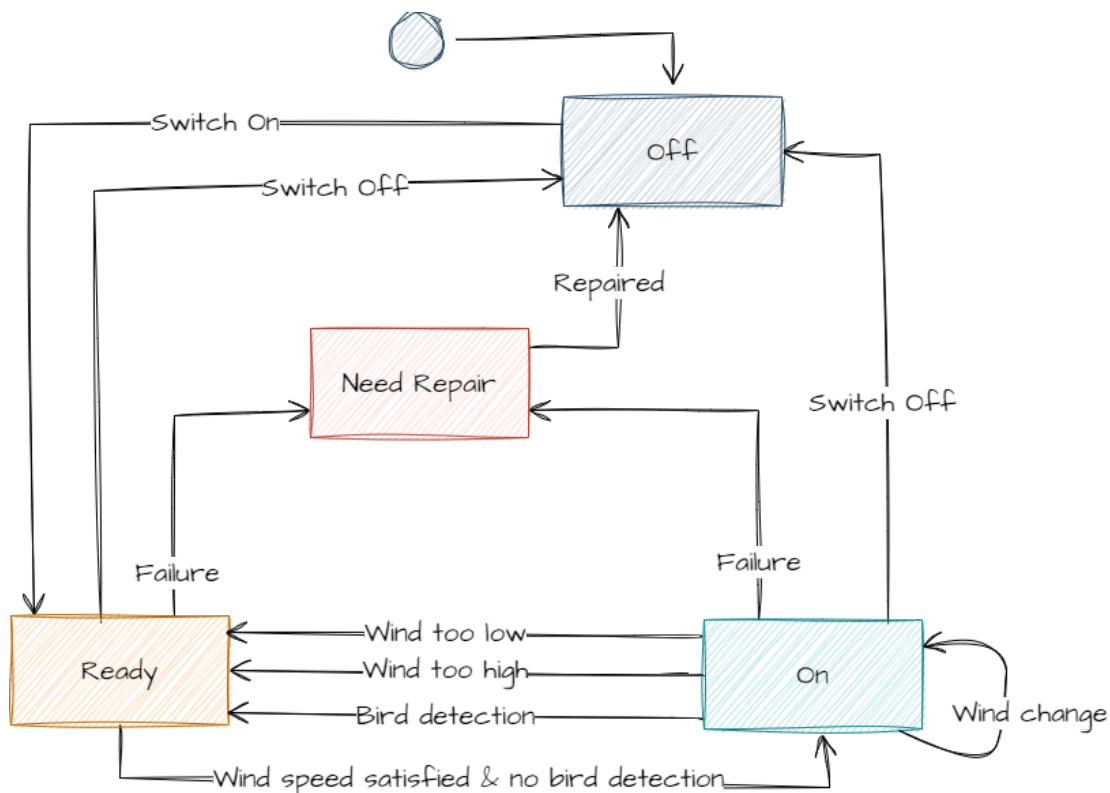 Switch On
Off
Switch Off
Repaired
Need Repair
Switch Off
Failure
Failure
Wind too low
Ready
Wind too high
On
Bird detection
Wind change
Wind speed satisfied & no bird detection